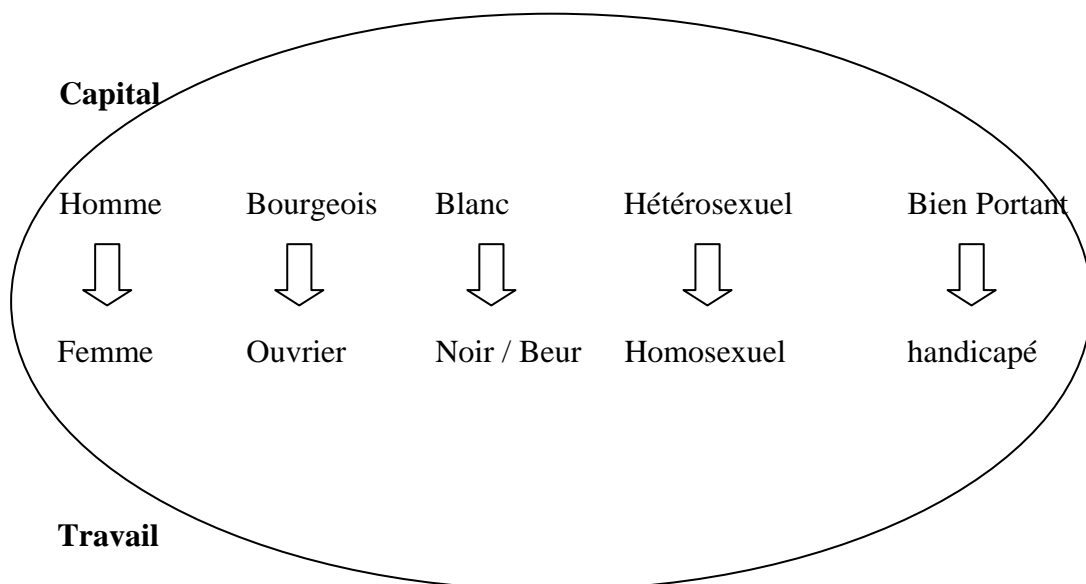 Capital
Homme Bourgeois Blanc Hétérosexuel Bien Portant
Femme Ouvrier Noir / Beur Homosexuel handicapé
Travail